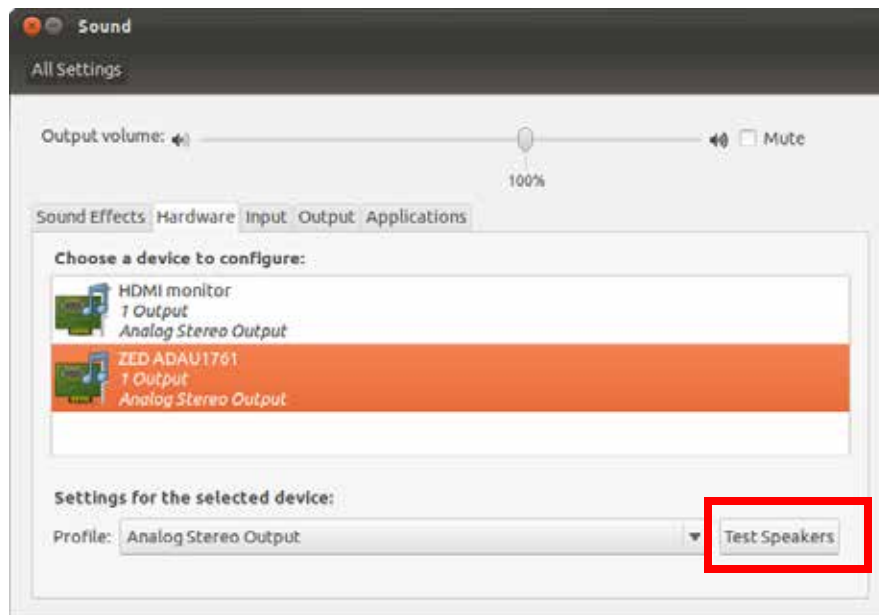 Sound
All Settings
Output volume:
Mute
100%
Sound Effects Hardware Input Output Applications
Choose a device to configure:
HDMI monitor
1 Output
Analog Stereo Output
ZED ADAU1761
1 Output
Analog Stereo Output
Settings for the selected device:
Profile: Analog Stereo Output Test Speakers